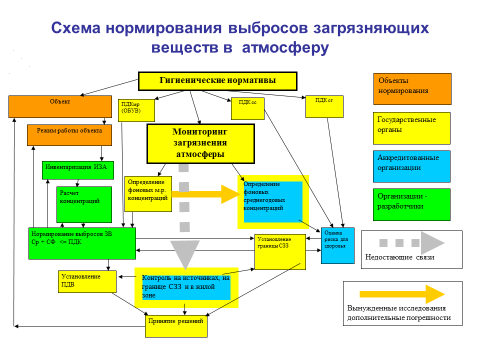 Схема нормирования выбросов загрязняющих
веществ в атмосферу
Гигиенические нормативы
Объект
ПДКмр
(ОБУВ)
ПДК сс
ПДК сг
Объекты
нормирования
Режим работы объекта
Мониторинг
загрязнения
атмосферы
Государственные
органы
Инвентаризация ИЗА
Расчет
концентраций
Определение
фоновых м.р.
концентраций
Определение
фоновых
среднегодовых
концентраций
Аккредитованные
организации
Организации -
разработчики
Нормирование выбросов ЗВ
Ср + СФ <= ПДК
Установление
границы СЗЗ
Оценка
риска для
здоровья
Недостающие связи
Установление
ПДВ
Контроль на источниках, на
границе СЗЗ и в жилой
зоне
Принятие решений
Вынужденные исследования
дополнительные погрешности